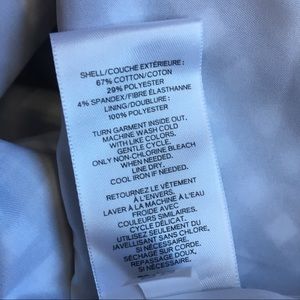 SHELL/COUCHE EXTÉRIEURE :
67% COTTON/COTON
29% POLYESTER
4% SPANDEX/FIBRE ÉLASTHANNE
LINING/DOUBLURE :
100% POLYESTER
TURN GARMENT INSIDE OUT,
MACHINE WASH COLD
WITH LIKE COLORS,
GENTLE CYCLE.
ONLY NON-CHLORINE BLEACH
WHEN NEEDED.
LINE DRY.
COOL IRON IF NEEDED.
RETOURNEZ LE VÊTEMENT
À L'ENVERS.
LAVER À LA MACHINE EAU
FROIDE AVEC
COULEURS SIMILAIRES.
CYCLE DÉLICAT.
UTILISEZ SEULEMENT DU
JAVELLISANT SANS CHLORE,
SI NÉCESSAIRE.
SÉCHAGE SUR CORDE.
REPASSAGE DOUX,
SI NÉCESSAIRE.